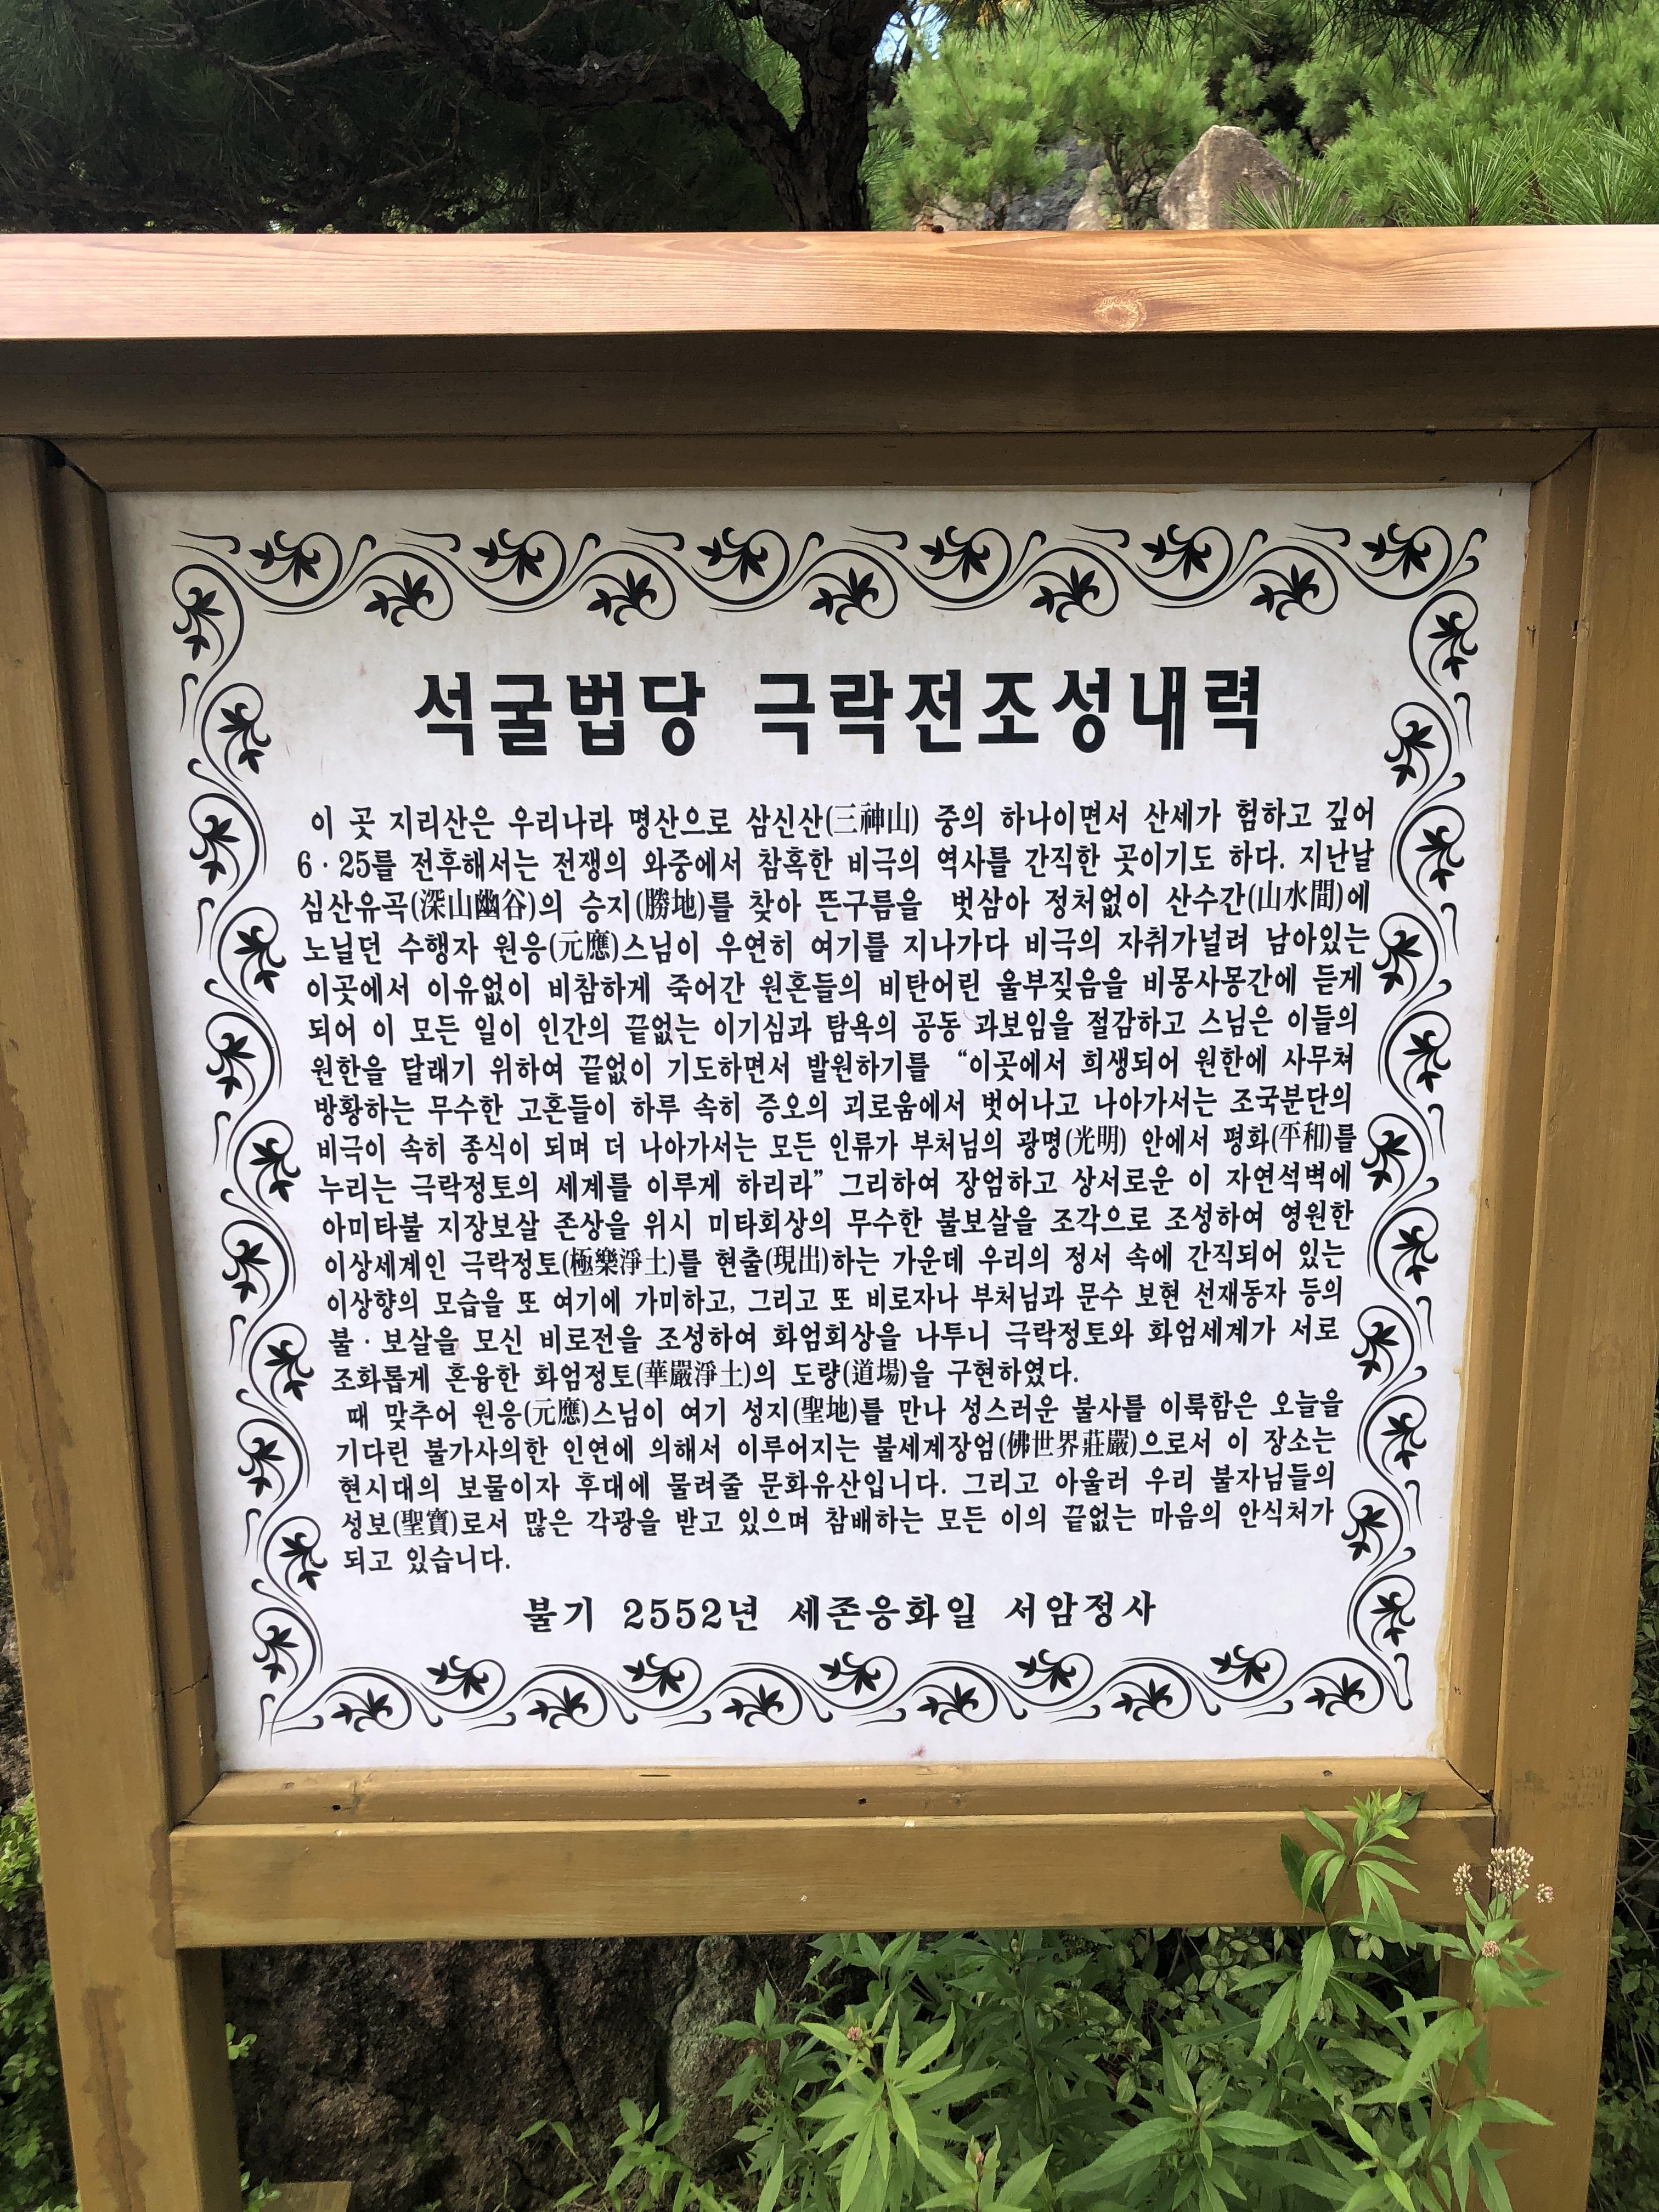 석굴법당 극락전조성내력
이 곳 지리산은 우리나라 명산으로 삼신산(三神山) 중의 하나이면서 산세가 험하고 깊어
6·25를 전후해서는 전쟁의 와중에서 참혹한 비극의 역사를 간직한 곳이기도 하다. 지난날
심산유곡(深山幽谷)의 승지(勝地)를 찾아 뜬구름을 벗삼아 정처없이 산수간(山水間)에
노닐던 수행자 원응(元應)스님이 우연히 여기를 지나가다 비극의 자취가널려 남아있는
이곳에서 이유없이 비참하게 죽어간 원혼들의 비탄어린 울부짖음을 비몽사몽간에 듣게
되어 이 모든 일이 인간의 끝없는 이기심과 탐욕의 공동 과보임을 절감하고 스님은 이들의
원한을 달래기 위하여 끝없이 기도하면서 발원하기를 “이곳에서 희생되어 원한에 사무쳐
방황하는 무수한 고혼들이 하루 속히 증오의 괴로움에서 벗어나고 나아가서는 조국분단의
비극이 속히 종식이 되며 더 나아가서는 모든 인류가 부처님의 광명(光明) 안에서 평화(平和)를
누리는 극락정토의 세계를 이루게 하리라” 그리하여 장엄하고 상서로운 이 자연석벽에
아미타불 지장보살 존상을 위시 미타회상의 무수한 불보살을 조각으로 조성하여 영원한
이상세계인 극락정토(極樂淨土)를 현출(現出)하는 가운데 우리의 정서 속에 간직되어 있는
이상향의 모습을 또 여기에 가미하고, 그리고 또 비로자나 부처님과 문수 보현 선재동자 등의
불·보살을 모신 비로전을 조성하여 화엄회상을 나투니 극락정토와 화엄세계가 서로
조화롭게 혼융한 화엄정토(華嚴淨土)의 도량(道場)을 구현하였다.
때 맞추어 원응(元應)스님이 여기 성지(聖地)를 만나 성스러운 불사를 이룩함은 오늘을
기다린 불가사의한 인연에 의해서 이루어지는 불세계장엄(佛世界莊嚴)으로서 이 장소는
현시대의 보물이자 후대에 물려줄 문화유산입니다. 그리고 아울러 우리 불자님들의
성보(聖寶)로서 많은 각광을 받고 있으며 참배하는 모든 이의 끝없는 마음의 안식처가
되고 있습니다.
불기 2552년 세존응화일 서암정사